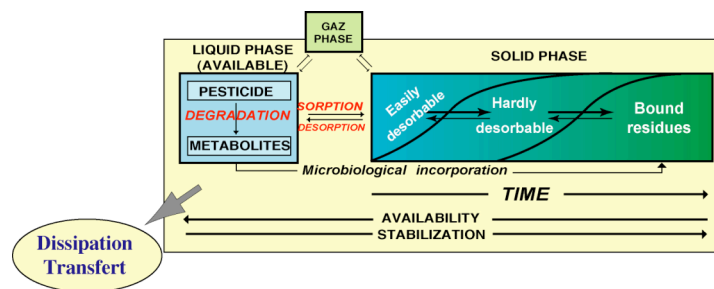 GAZ
PHASE
LIQUID PHASE
(AVAILABLE)
SOLID PHASE
PESTICIDE
DEGRADATION
METABOLITES
SORPTION
DESORPTION
Easily
desorbable
Hardly
desorbable
Bound
residues
Microbiological incorporation
TIME
AVAILABILITY
STABILIZATION
Dissipation
Transfert